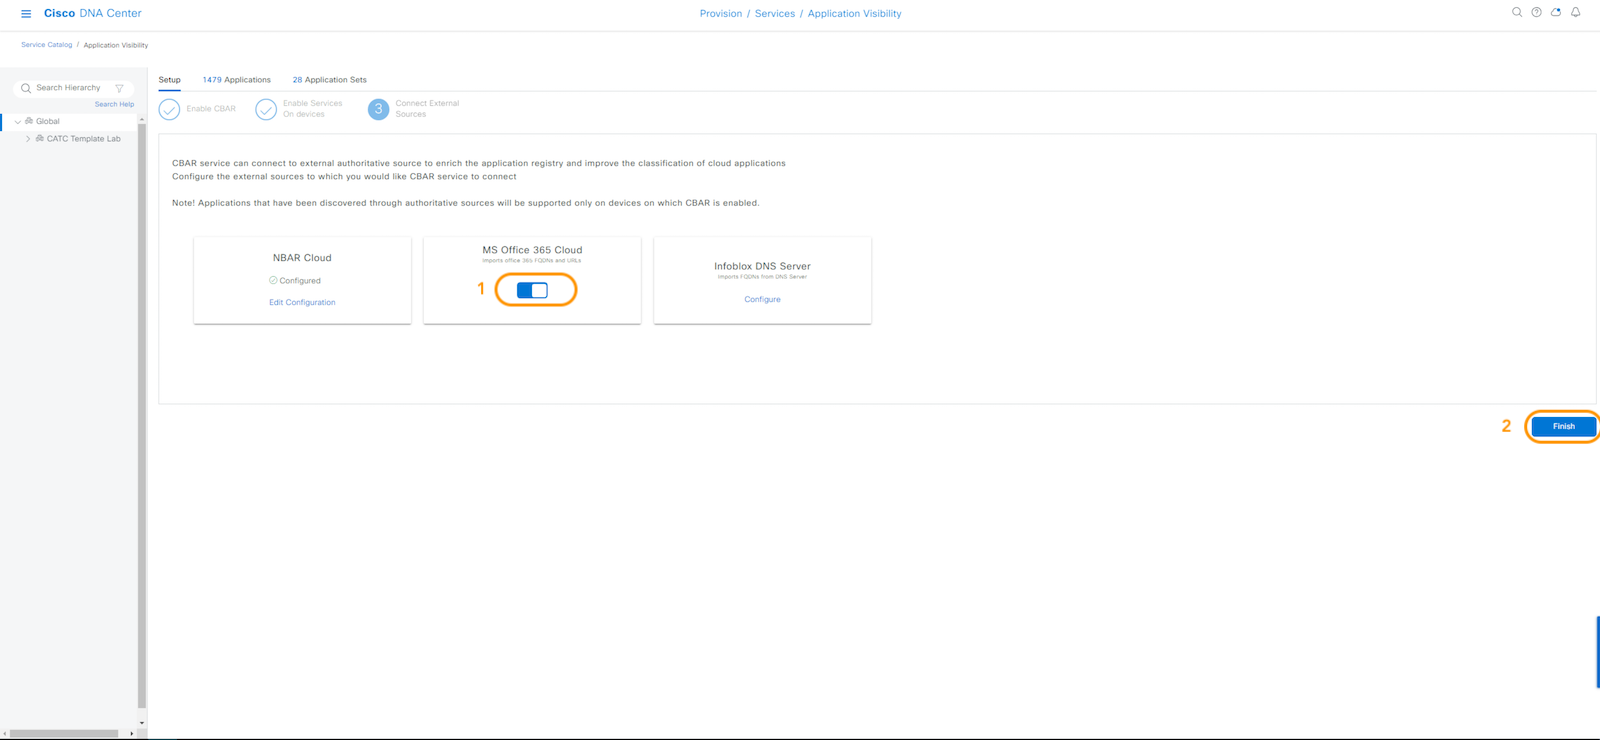 Cisco DNA Center
Provision / Services / Application Visibility
Service Catalog / Application Visibility
Search Hierarchy
Search Help
Global
CATC Template Lab
Setup
1479 Applications
28 Application Sets
Enable CBAR
Enable Services
On devices
3
Connect External
Sources
CBAR service can connect to external authoritative source to enrich the application registry and improve the classification of cloud applications
Configure the external sources to which you would like CBAR service to connect
Note! Applications that have been discovered through authoritative sources will be supported only on devices on which CBAR is enabled.
NBAR Cloud
Configured
Edit Configuration
MS Office 365 Cloud
Imports office 365 FQDNs and URLs
1
Infoblox DNS Server
Imports FQDNs from DNS Server
Configure
2
Finish